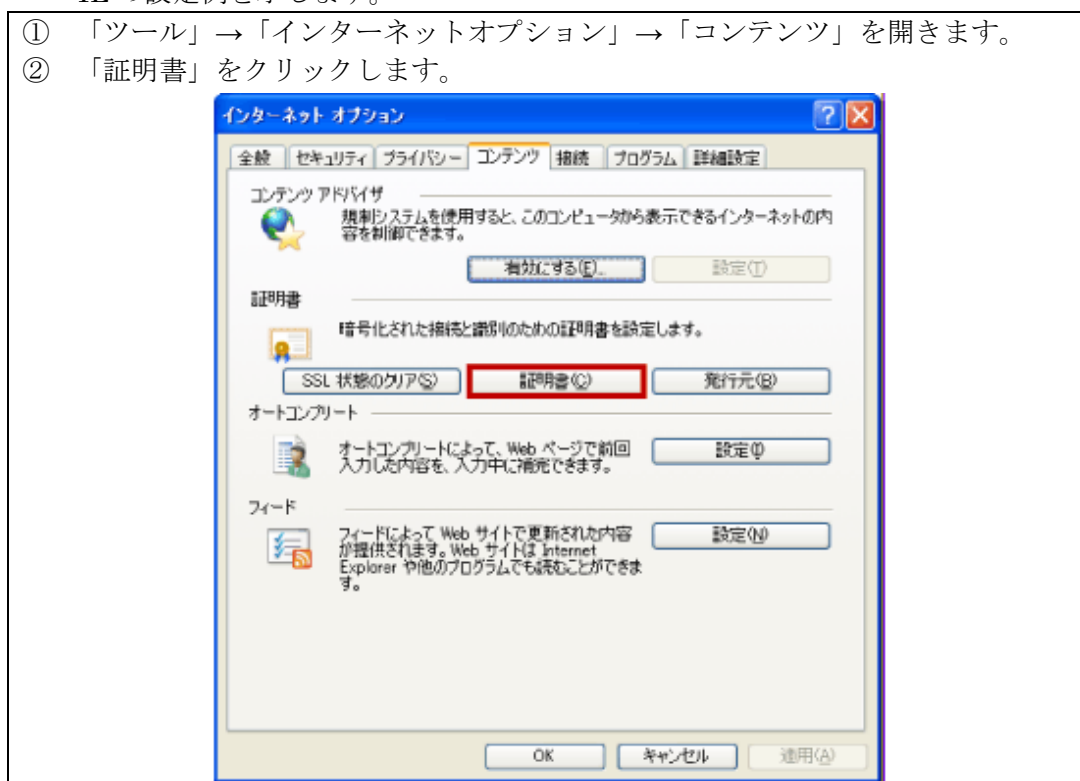 IE の設定例を示します。
① 「ツール」→「インターネットオプション」→「コンテンツ」を開きます。
② 「証明書」をクリックします。
インターネット オプション
全般 セキュリティ プライバシー コンテンツ 接続 プログラム 詳細設定
コンテンツ アドバイザ
規制システムを使用すると、このコンピュータから表示できるインターネットの内
容を制御できます。
有効にする(E)... 設定(T)
証明書
暗号化された接続と識別のための証明書を設定します。
SSL 状態のクリア(S) 証明書(C) 発行元(B)
オートコンプリート
オートコンプリートによって、Web ページで前回
入力した内容を、入力中に補完できます。
設定(I)
フィード
フィードによって Web サイトで更新された内容
が提供されます。Web サイトは Internet
Explorer や他のプログラムでも読むことができま
す。
設定(N)
OK キャンセル 適用(A)